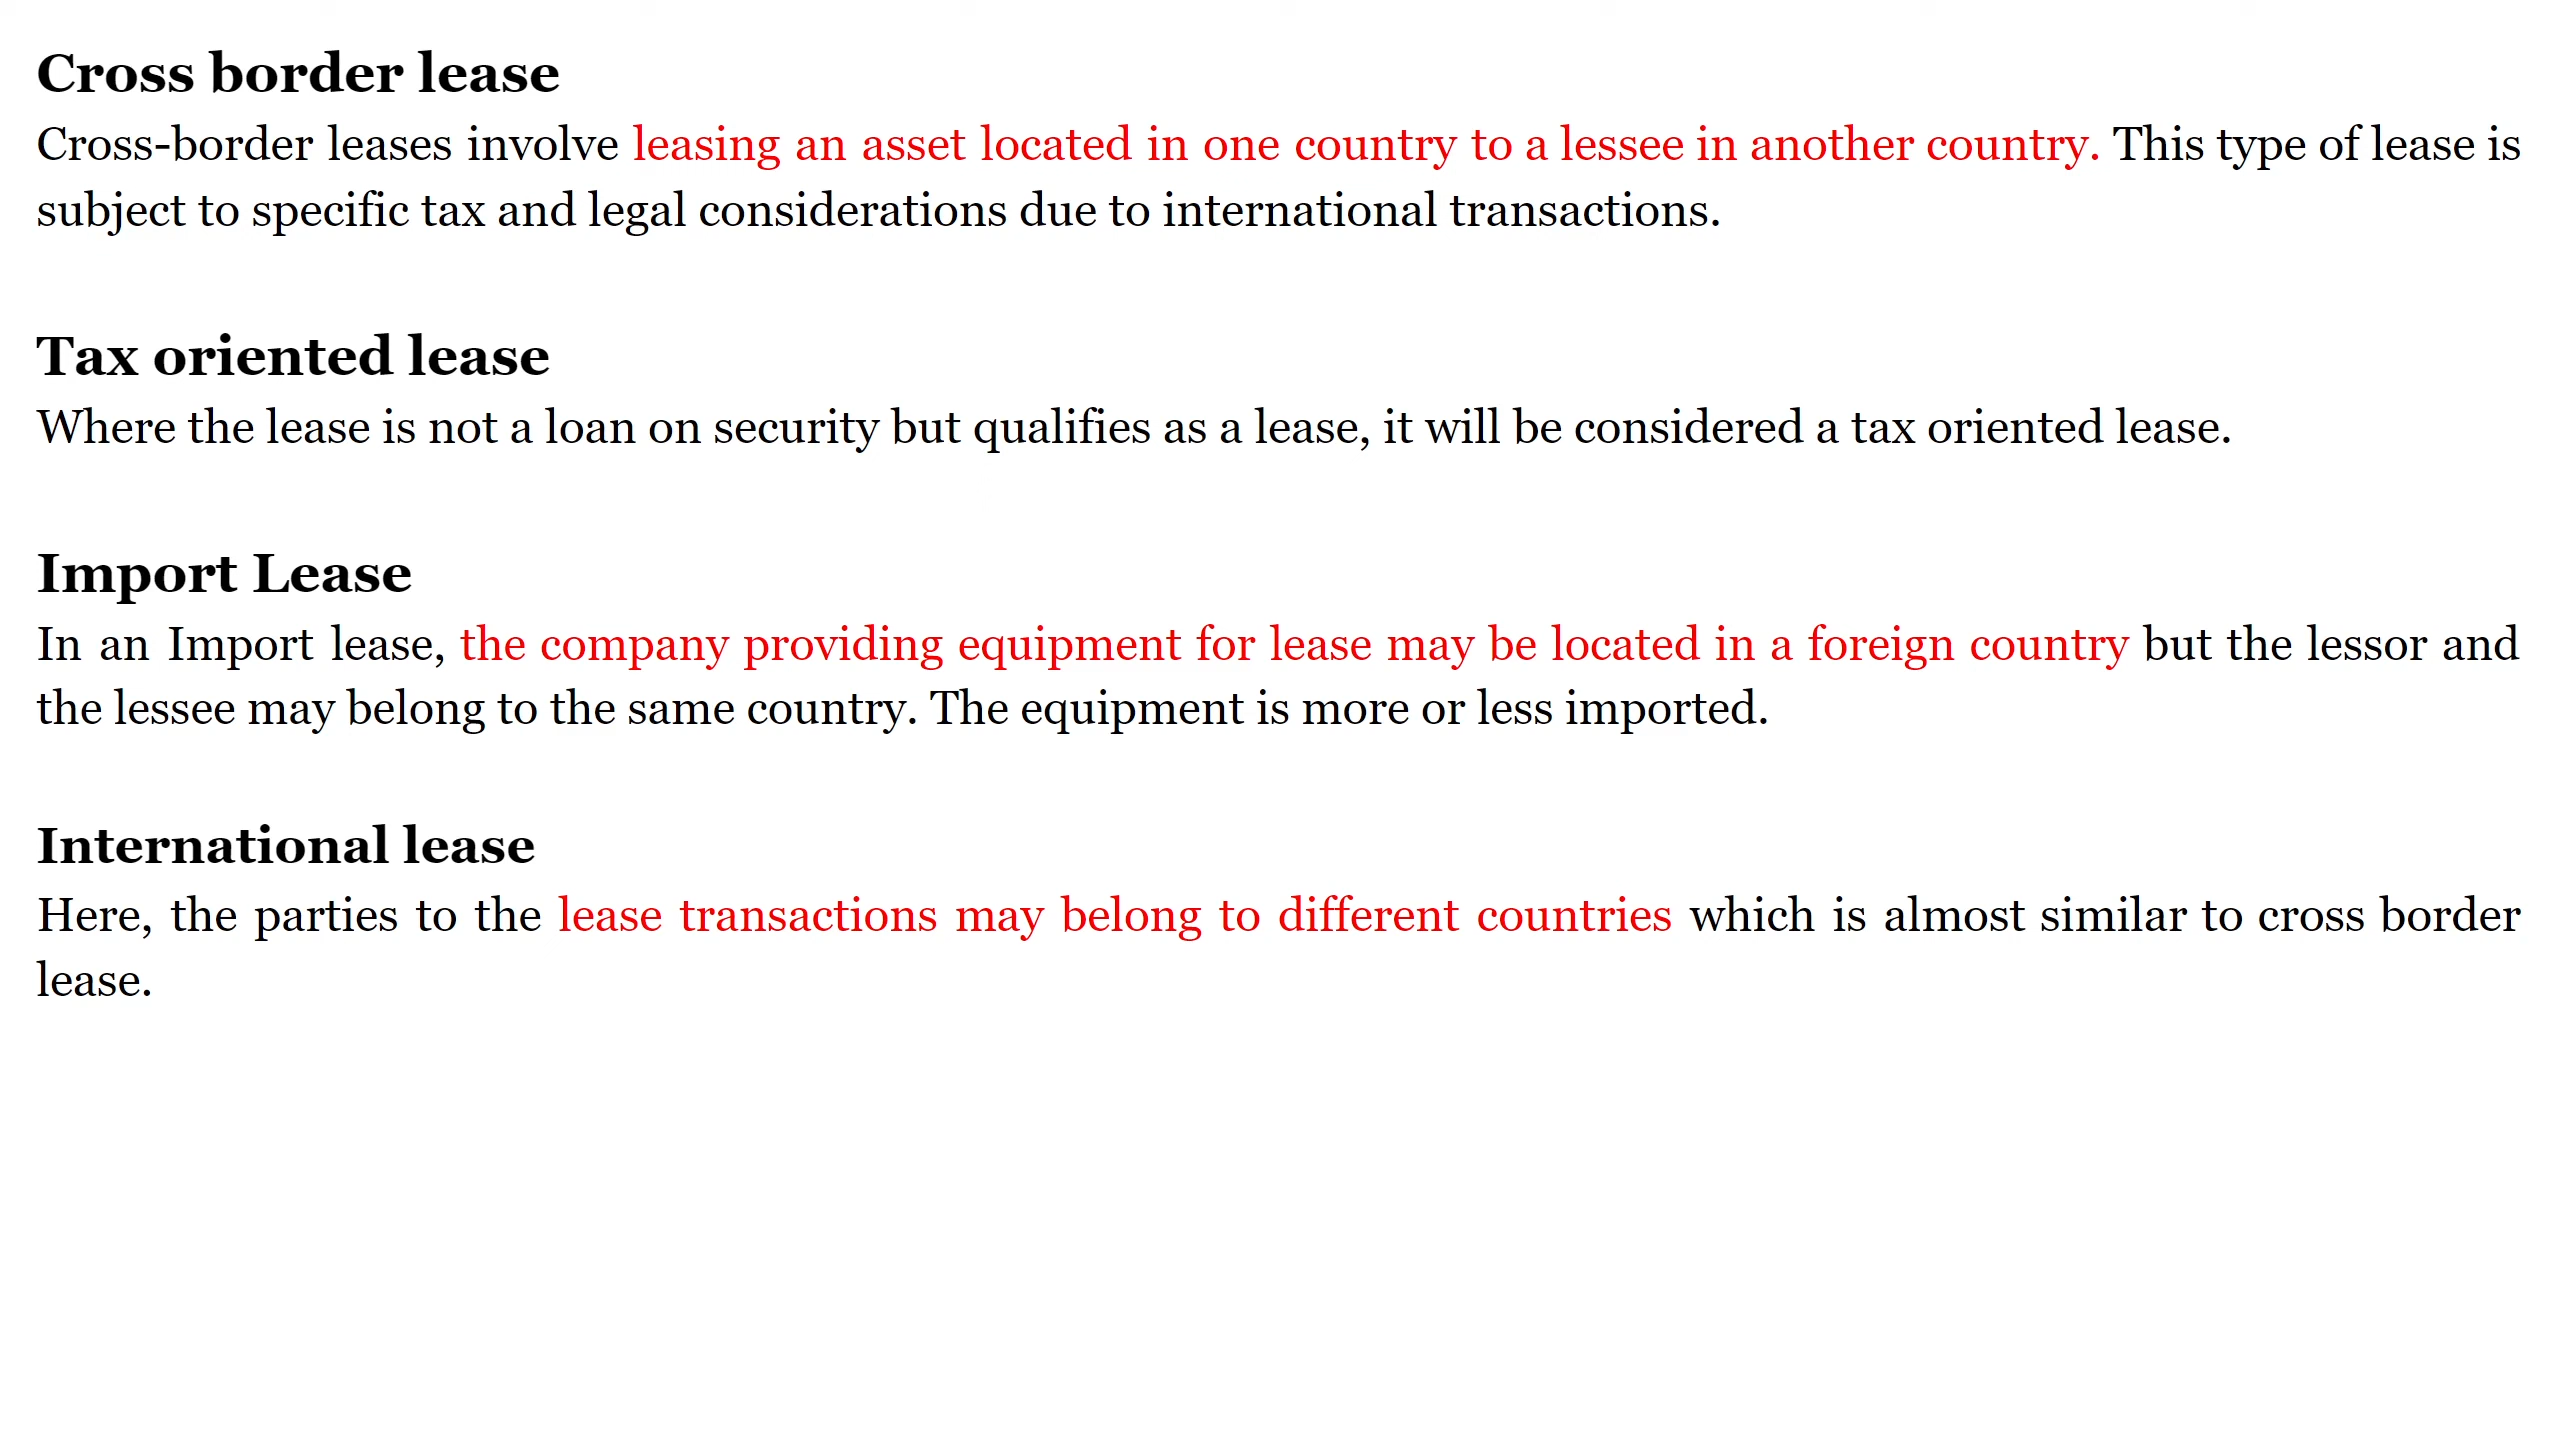 Cross border lease
Cross-border leases involve leasing an asset located in one country to a lessee in another country. This type of lease is
subject to specific tax and legal considerations due to international transactions.
Tax oriented lease
Where the lease is not a loan on security but qualifies as a lease, it will be considered a tax oriented lease.
Import Lease
In an Import lease, the company providing equipment for lease may be located in a foreign country but the lessor and
the lessee may belong to the same country. The equipment is more or less imported.
International lease
Here, the parties to the lease transactions may belong to different countries which is almost similar to cross border
lease.